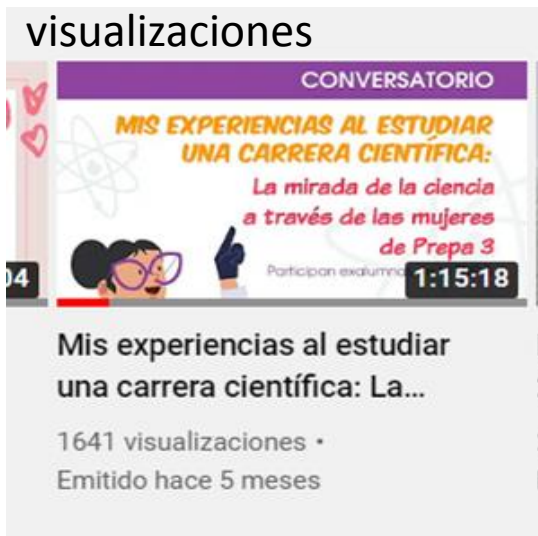 visualizaciones
CONVERSATORIO
MIS EXPERIENCIAS AL ESTUDIAR
UNA CARRERA CIENTÍFICA:
La mirada de la ciencia
a través de las mujeres
de Prepa 3
Participan
1:15:18
04
Mis experiencias al estudiar
una carrera científica: La...
1641 visualizaciones •
Emitido hace 5 meses